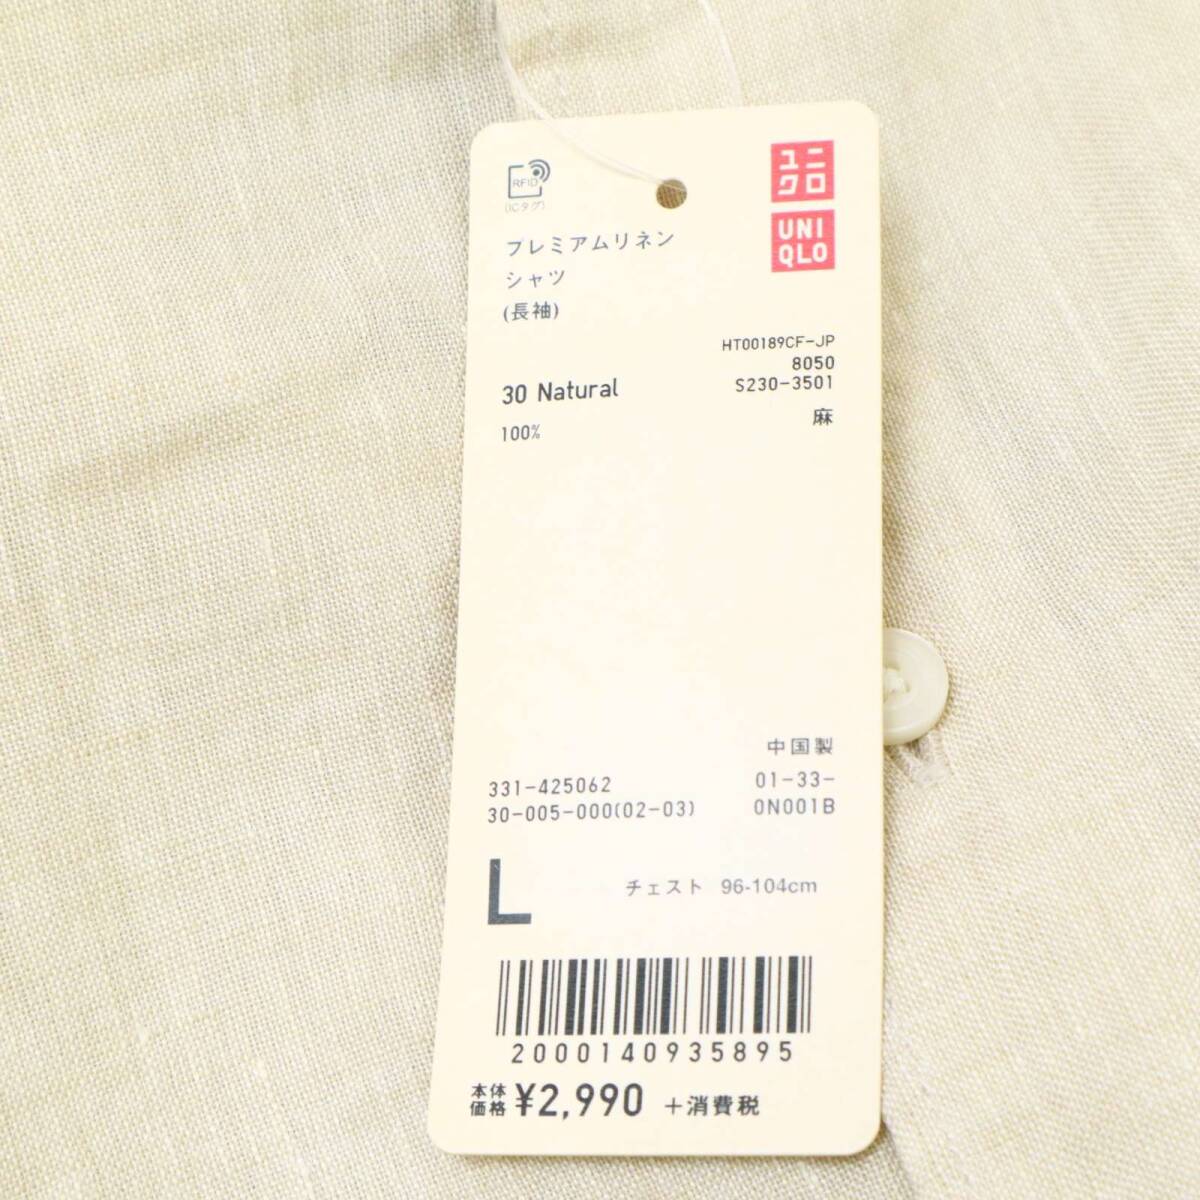 RFID
(ICタグ)
ユニ
クロ
UNI
QLO
プレミアムリネン
シャツ
(長袖)
HT00189CF-JP
8050
S230-3501
30 Natural
麻
100%
中国製
331-425062
01-33-
30-005-000(02-03)
0N001B
L
チェスト 96-104cm
2000140935895
本体
価格 ¥2,990 +消費税